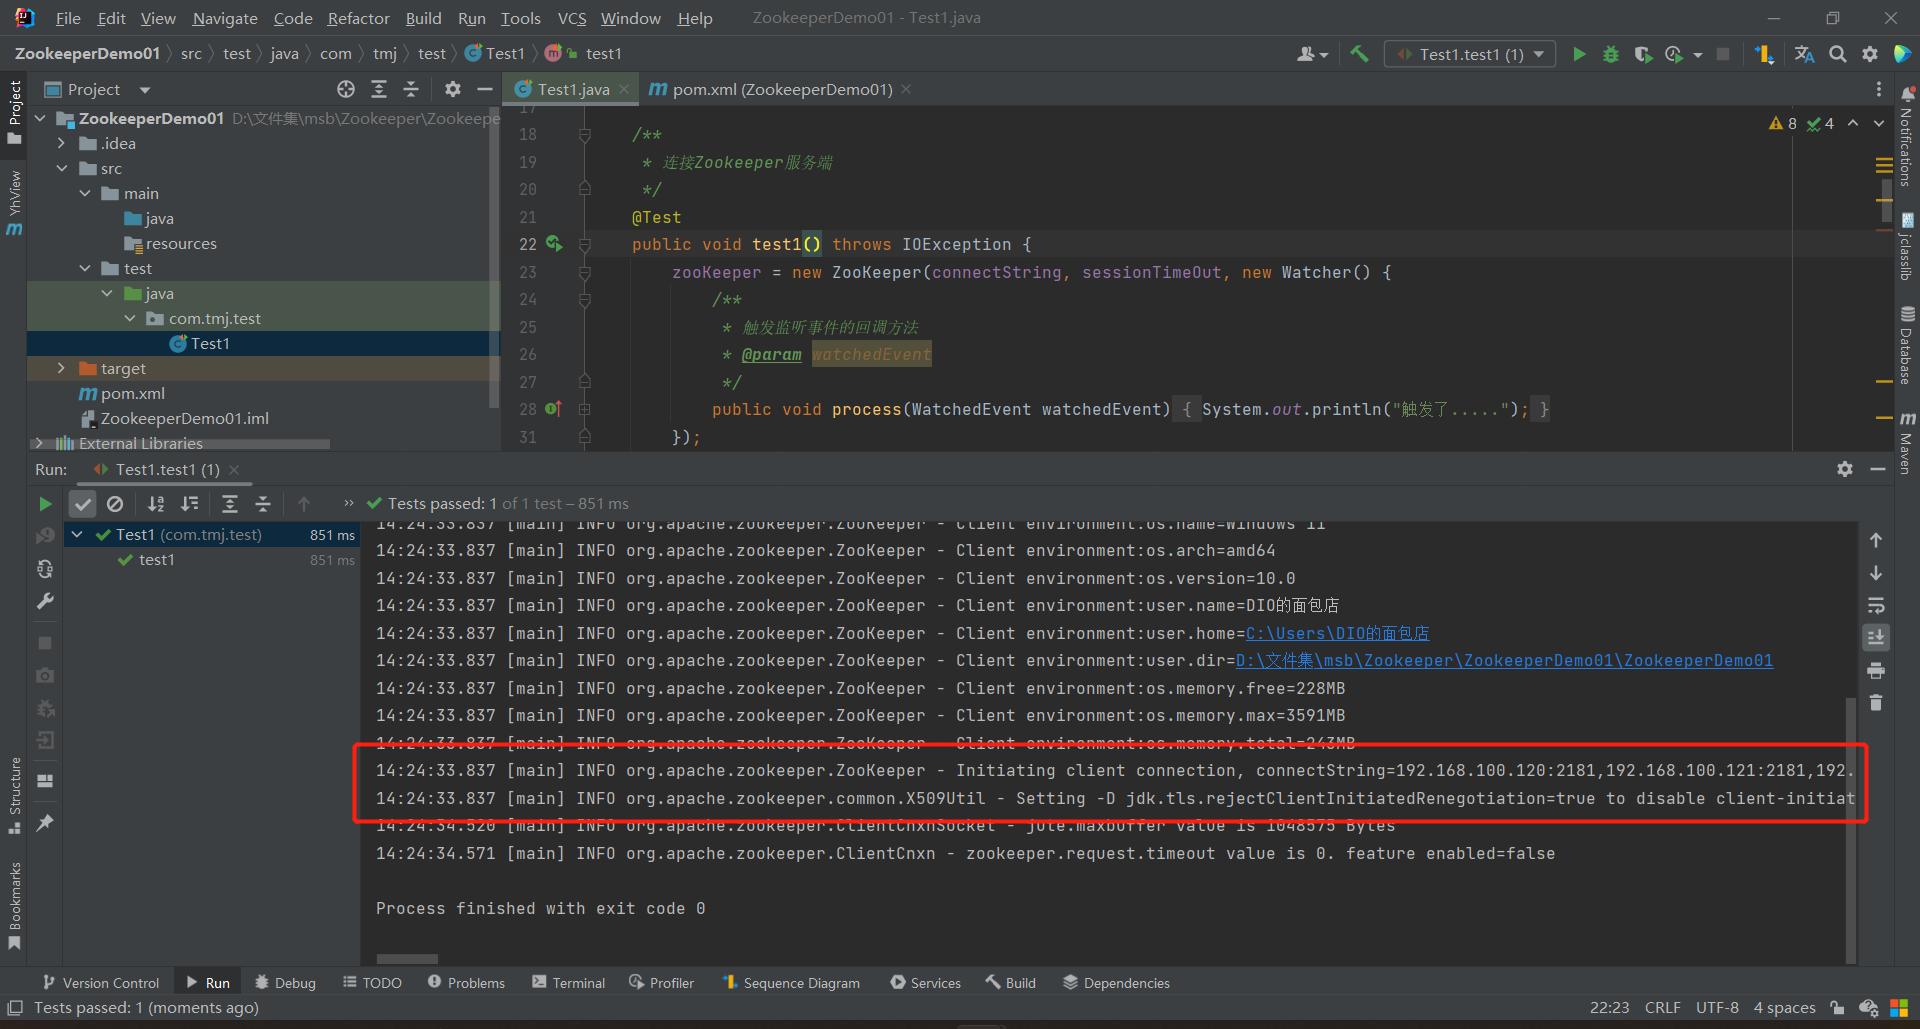 File Edit View Navigate Code Refactor Build Run Tools VCS Window Help ZookeeperDemo01 - Test1.java
ZookeeperDemo01 src test java com tmj test Test1 test1 Test1.test1 (1)
Project
Test1.java pom.xml (ZookeeperDemo01)
ZookeeperDemo01 D:\文件集\msb\Zookeeper\Zookeepe
.idea
src
main
java
resources
test
java
com.tmj.test
Test1
target
pom.xml
ZookeeperDemo01.iml
External Libraries
Project
YhView
Structure
Bookmarks
8 4
17
18 /**
19 * 连接Zookeeper服务端
20 */
21 @Test
22 public void test1() throws IOException {
23 zooKeeper = new ZooKeeper(connectString, sessionTimeOut, new Watcher() {
24 /**
25 * 触发监听事件的回调方法
26 * @param watchedEvent
27 */
28 public void process(WatchedEvent watchedEvent) { System.out.println("触发了....."); }
31 });
Notifications
jclasslib
Database
Maven
Run: Test1.test1 (1)
Tests passed: 1 of 1 test – 851 ms
Test1 (com.tmj.test) 851 ms
test1 851 ms
14:24:33.837 [main] INFO org.apache.zookeeper.ZooKeeper - Client environment:os.name=Windows 11
14:24:33.837 [main] INFO org.apache.zookeeper.ZooKeeper - Client environment:os.arch=amd64
14:24:33.837 [main] INFO org.apache.zookeeper.ZooKeeper - Client environment:os.version=10.0
14:24:33.837 [main] INFO org.apache.zookeeper.ZooKeeper - Client environment:user.name=DIO的面包店
14:24:33.837 [main] INFO org.apache.zookeeper.ZooKeeper - Client environment:user.home=C:\Users\DIO的面包店
14:24:33.837 [main] INFO org.apache.zookeeper.ZooKeeper - Client environment:user.dir=D:\文件集\msb\Zookeeper\ZookeeperDemo01\ZookeeperDemo01
14:24:33.837 [main] INFO org.apache.zookeeper.ZooKeeper - Client environment:os.memory.free=228MB
14:24:33.837 [main] INFO org.apache.zookeeper.ZooKeeper - Client environment:os.memory.max=3591MB
14:24:33.837 [main] INFO org.apache.zookeeper.ZooKeeper - Client environment:os.memory.total=243MB
14:24:33.837 [main] INFO org.apache.zookeeper.ZooKeeper - Initiating client connection, connectString=192.168.100.120:2181,192.168.100.121:2181,192.
14:24:33.837 [main] INFO org.apache.zookeeper.common.X509Util - Setting -D jdk.tls.rejectClientInitiatedRenegotiation=true to disable client-initiat
14:24:34.520 [main] INFO org.apache.zookeeper.ClientCnxnSocket - jute.maxbuffer value is 1048575 Bytes
14:24:34.571 [main] INFO org.apache.zookeeper.ClientCnxn - zookeeper.request.timeout value is 0. feature enabled=false
Process finished with exit code 0
Version Control Run Debug TODO Problems Terminal Profiler Sequence Diagram Services Build Dependencies
Tests passed: 1 (moments ago) 22:23 CRLF UTF-8 4 spaces